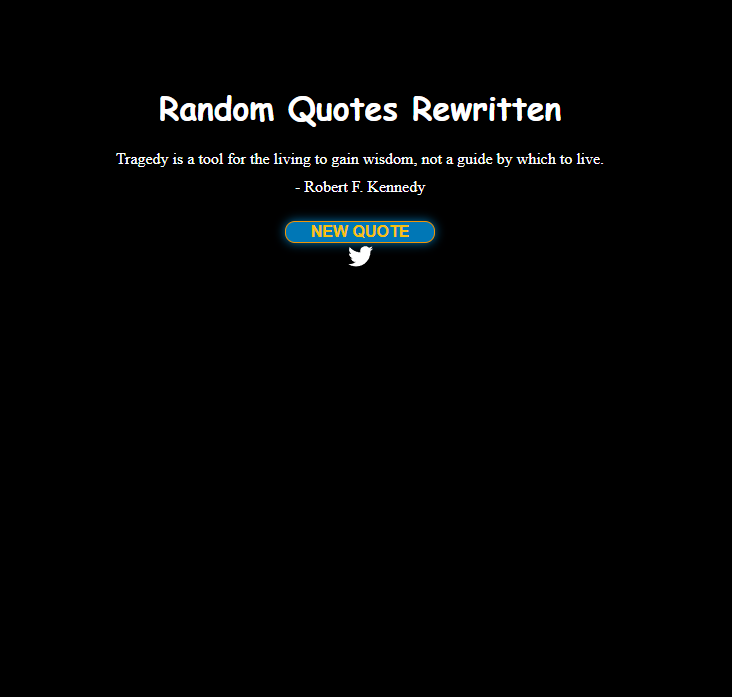 Random Quotes Rewritten
Tragedy is a tool for the living to gain wisdom, not a guide by which to live.
- Robert F. Kennedy
NEW QUOTE